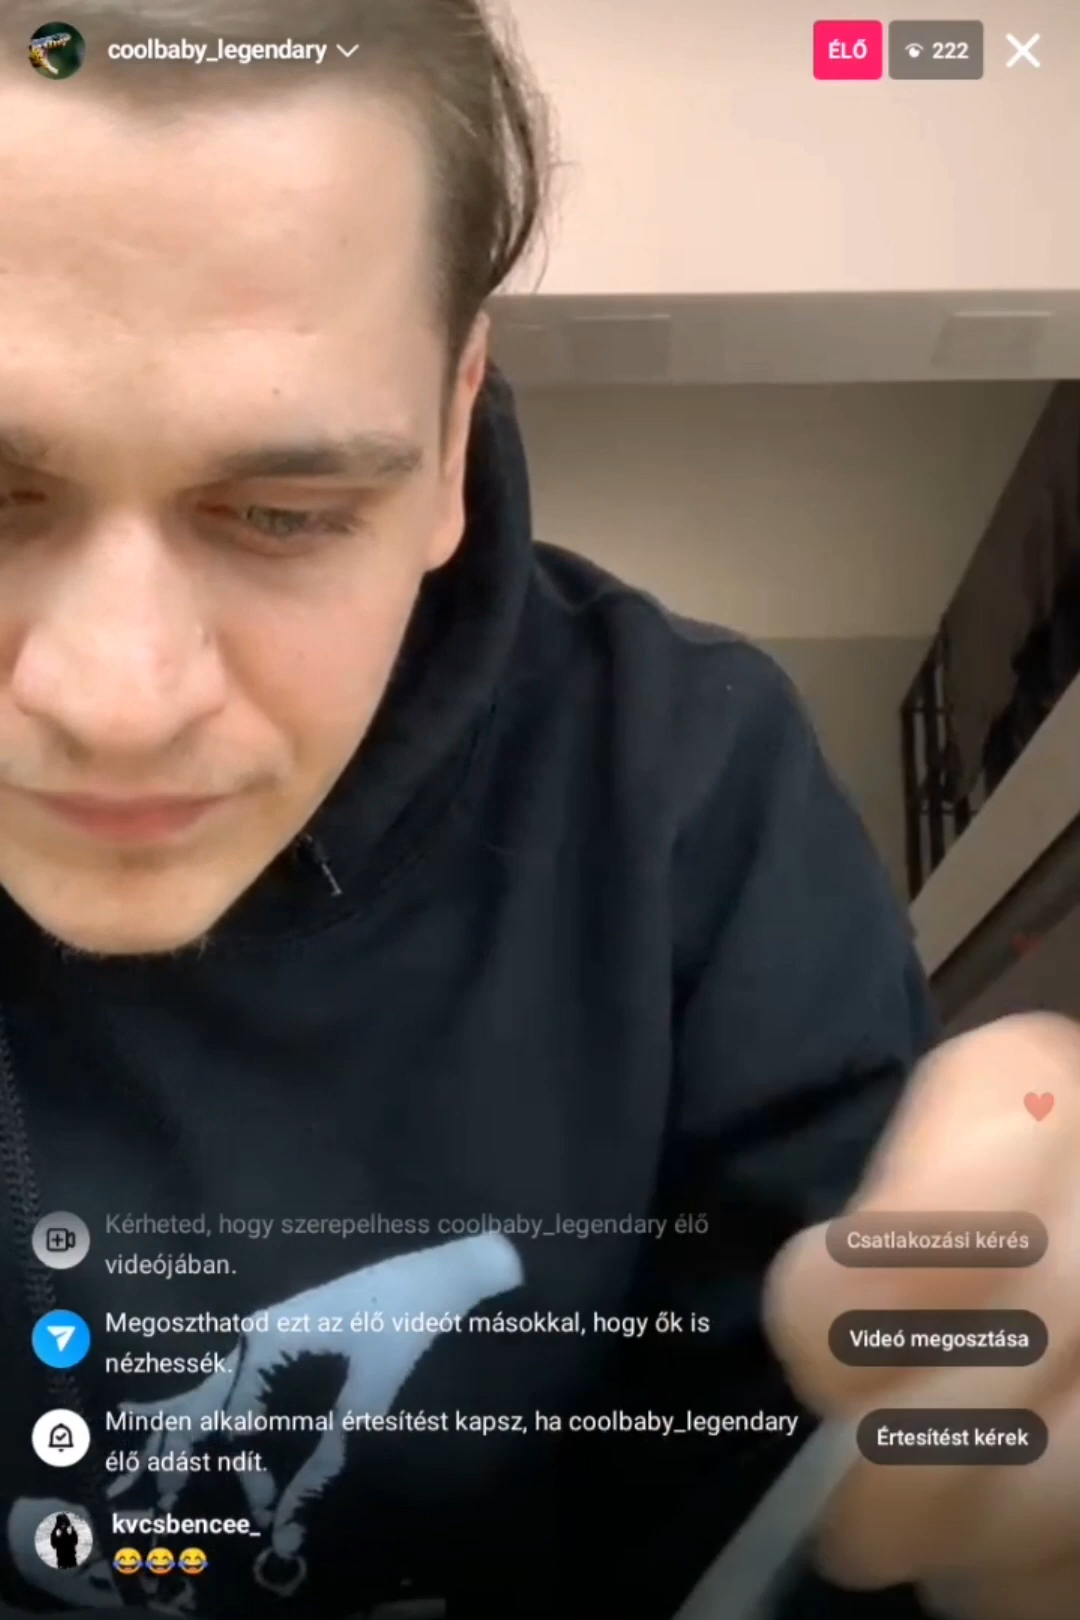 coolbaby_legendary
ÉLŐ
222
Kérheted, hogy szerepelhess coolbaby_legendary élő
videójában.
Csatlakozási kérés
Megoszthatod ezt az élő videót másokkal, hogy ők is
nézhessék.
Videó megosztása
Minden alkalommal értesítést kapsz, ha coolbaby_legendary
élő adást ndít.
Értesítést kérek
kvcsbencee_
😂😂😂